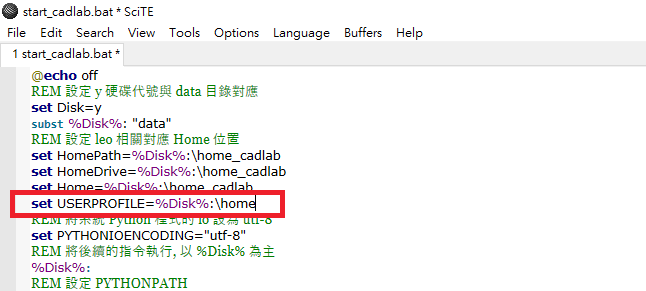 start_cadlab.bat * SciTE
File Edit Search View Tools Options Language Buffers Help
1 start_cadlab.bat *
@echo off
REM 設定 y 硬碟代號與 data 目錄對應
set Disk=y
subst %Disk%: "data"
REM 設定 leo 相關對應 Home 位置
set HomePath=%Disk%:\home_cadlab
set HomeDrive=%Disk%:\home_cadlab
set Home=%Disk%:\home_cadlab
set USERPROFILE=%Disk%:\home
REM 將系統 Python 程式的 io 設為 utf-8
set PYTHONIOENCODING="utf-8"
REM 將後續的指令執行, 以 %Disk% 為主
%Disk%:
REM 設定 PYTHONPATH